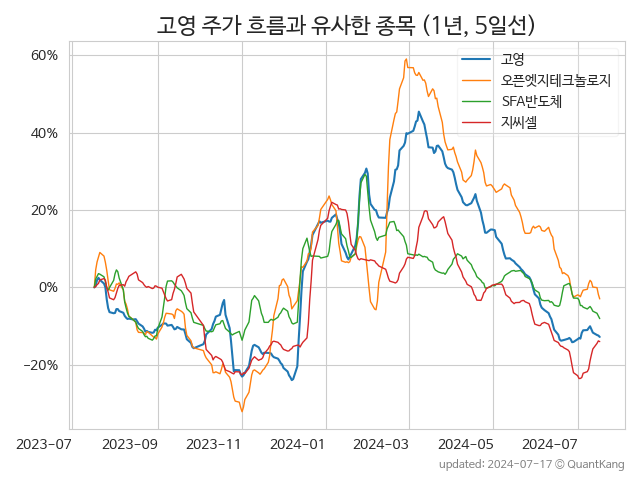 고영 주가 흐름과 유사한 종목 (1년, 5일선)
60%
40%
20%
0%
−20%
고영
오픈엣지테크놀로지
SFA반도체
지씨셀
2023-07 2023-09 2023-11 2024-01 2024-03 2024-05 2024-07
updated: 2024-07-17 © QuantKang